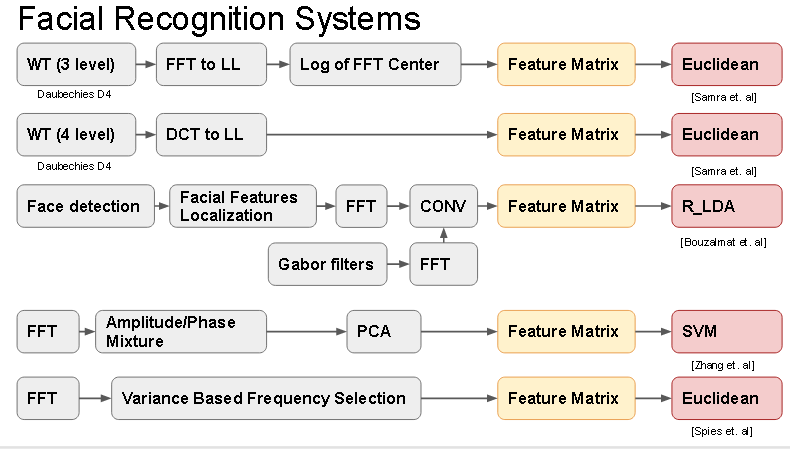 Facial Recognition Systems
WT (3 level)
FFT to LL
Log of FFT Center
Feature Matrix
Euclidean
Daubechies D4
[Samra et. al]
WT (4 level)
DCT to LL
Feature Matrix
Euclidean
Daubechies D4
[Samra et. al]
Face detection
Facial Features
Localization
FFT
CONV
Feature Matrix
R_LDA
[Bouzalmat et. al]
Gabor filters
FFT
FFT
Amplitude/Phase
Mixture
PCA
Feature Matrix
SVM
[Zhang et. al]
FFT
Variance Based Frequency Selection
Feature Matrix
Euclidean
[Spies et. al]